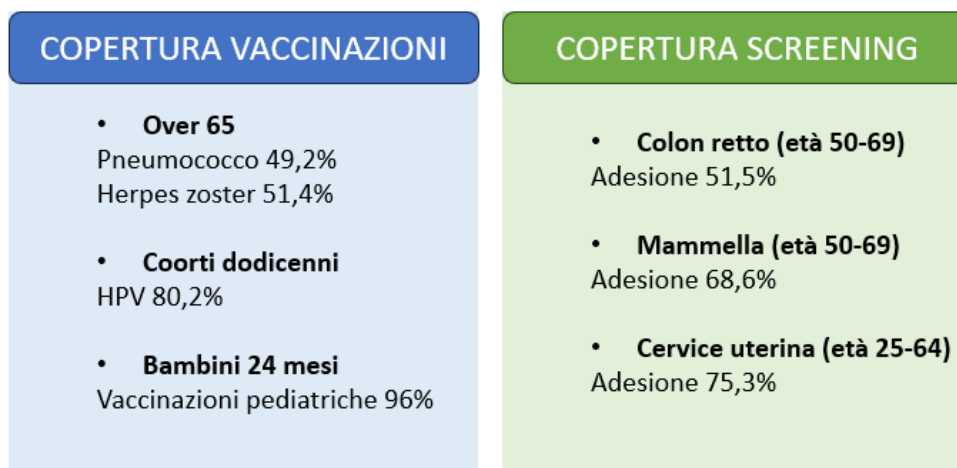 COPERTURA VACCINAZIONI
• Over 65
Pneumococco 49,2%
Herpes zoster 51,4%
• Coorti dodicenni
HPV 80,2%
• Bambini 24 mesi
Vaccinazioni pediatriche 96%
COPERTURA SCREENING
• Colon retto (età 50-69)
Adesione 51,5%
• Mammella (età 50-69)
Adesione 68,6%
• Cervice uterina (età 25-64)
Adesione 75,3%